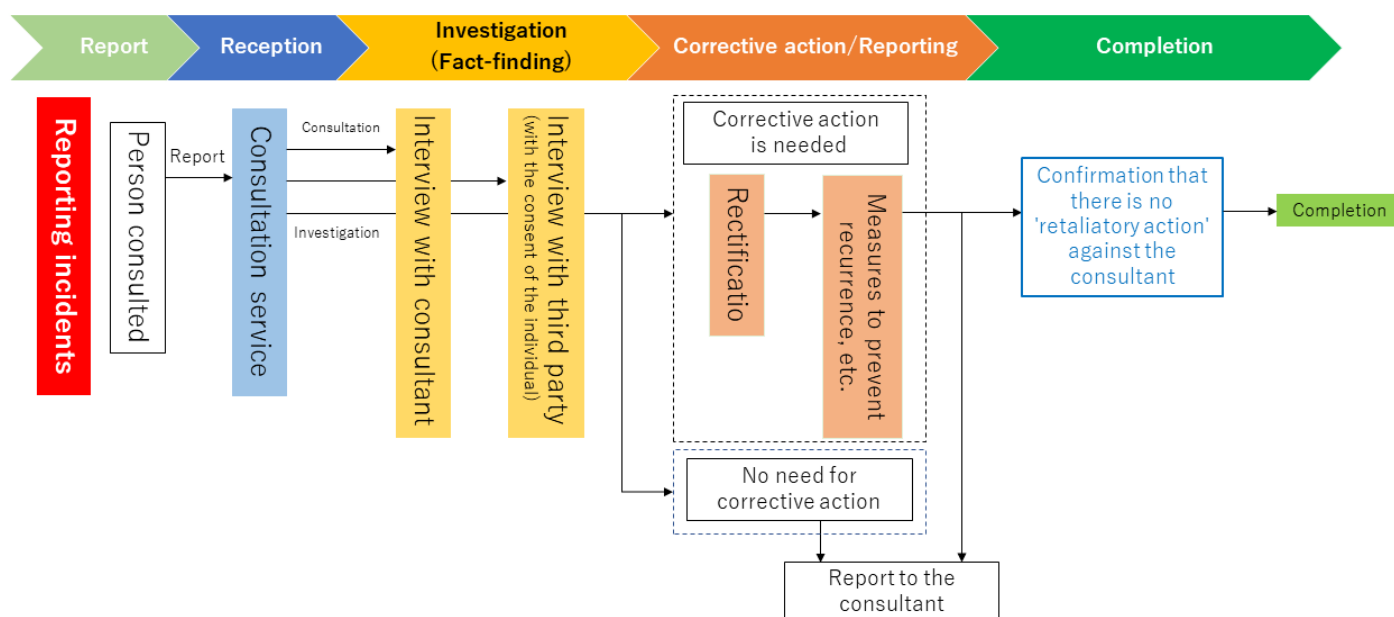 Report
Reception
Investigation
(Fact-finding)
Corrective action/Reporting
Completion
Reporting incidents
Person consulted
Report
Consultation service
Consultation
Investigation
Interview with consultant
Interview with third party
(with the consent of the individual)
Corrective action
is needed
Rectificatio
Measures to prevent
recurrence, etc.
No need for
corrective action
Report to the
consultant
Confirmation that
there is no
'retaliatory action'
against the
consultant
Completion